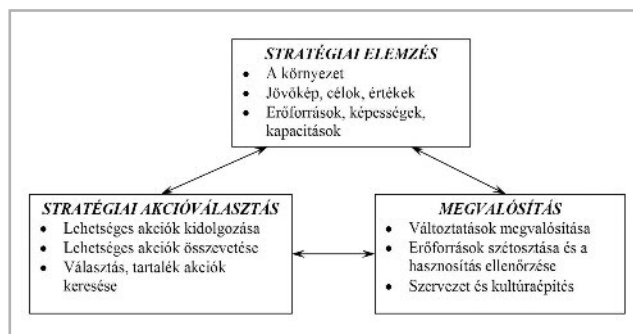 STRATÉGIAI ELEMZÉS
• A környezet
• Jövőkép, célok, értékek
• Erőforrások, képességek,
kapacitások
STRATÉGIAI AKCIÓVÁLASZTÁS
• Lehetséges akciók kidolgozása
• Lehetséges akciók összevetése
• Választás, tartalék akciók
keresése
MEGVALÓSÍTÁS
• Változtatások megvalósítása
• Erőforrások szétosztása és a
hasznosítás ellenőrzése
• Szervezet és kultúraépítés